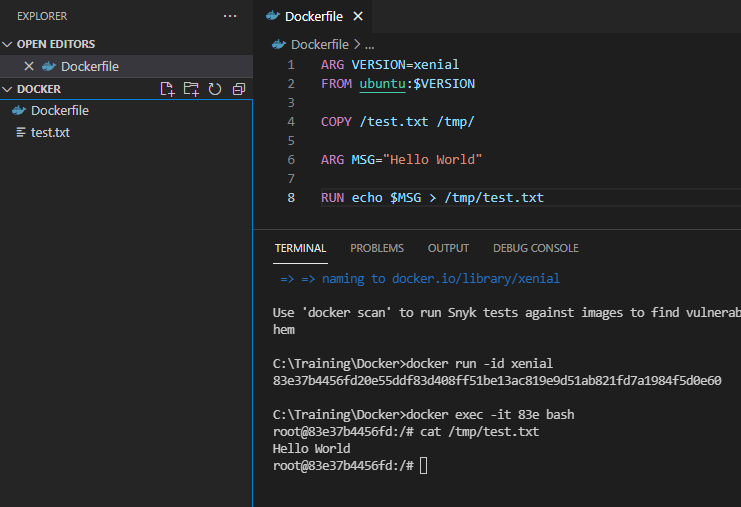 EXPLORER
OPEN EDITORS
Dockerfile
DOCKER
Dockerfile
test.txt
Dockerfile
Dockerfile > ...
1 ARG VERSION=xenial
2 FROM ubuntu:$VERSION
3
4 COPY /test.txt /tmp/
5
6 ARG MSG="Hello World"
7
8 RUN echo $MSG > /tmp/test.txt
TERMINAL PROBLEMS OUTPUT DEBUG CONSOLE
=> => naming to docker.io/library/xenial
Use 'docker scan' to run Snyk tests against images to find vulnerab
hem
C:\Training\Docker>docker run -id xenial
83e37b4456fd20e55ddf83d408ff51be13ac819e9d51ab821fd7a1984f5d0e60
C:\Training\Docker>docker exec -it 83e bash
root@83e37b4456fd:/# cat /tmp/test.txt
Hello World
root@83e37b4456fd:/#